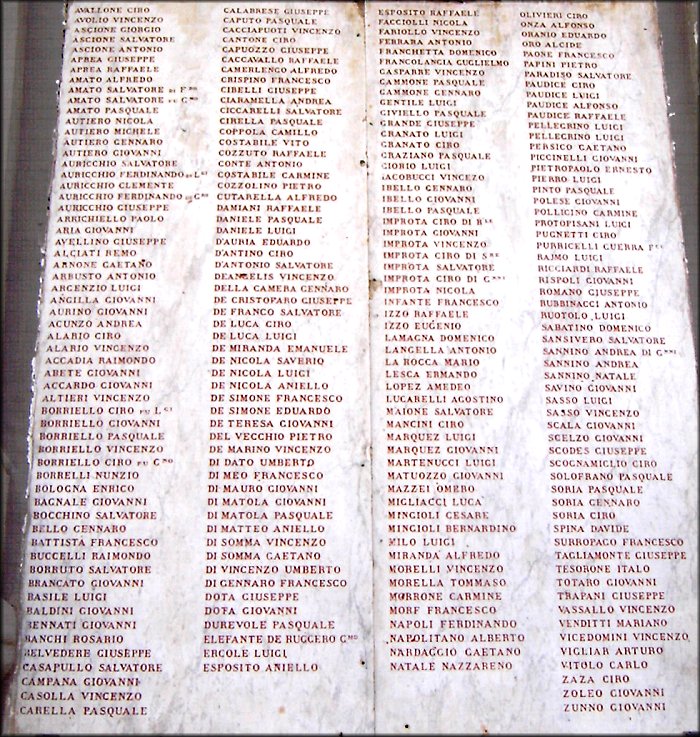 AVALLONE CIRO
AVOLIO VINCENZO
ASCIONE GIORGIO
ASCIONE SALVATORE
ASCIONE ANTONIO
APREA GIUSEPPE
APREA RAFFAELE
AMATO ALFREDO
AMATO SALVATORE DI
AMATO SALVATORE FU
AMATO PASQUALE
AUTIERO NICOLA
AUTIERO MICHELE
AUTIERO GENNARO
AUTIERO GIOVANNI
AURICCHIO SALVATORE
AURICCHIO FERDINANDO
AURICCHIO CLEMENTE
AURICCHIO FERDINANDO
AURICCHIO GIUSEPPE
ARRICHIELLO PAOLO
ARIA GIOVANNI
AVELLINO GIUSEPPE
ALCIATI REMO
ARNONE GAETANO
ARBUSTO ANTONIO
ARCENZIO LUIGI
ANGILLA GIOVANNI
AURINO GIOVANNI
ACUNZO ANDREA
ALARIO CIRO
ALARIO VINCENZO
ACCADIA RAIMONDO
ABETE GIOVANNI
ACCARDO GIOVANNI
ALTIERI VINCENZO
BORRIELLO CIRO FU L
BORRIELLO GIOVANNI
BORRIELLO PASQUALE
BORRIELLO VINCENZO
BORRIELLO CIRO FU G
BORRELLI NUNZIO
BOLOGNA ENRICO
BAGNALE GIOVANNI
BOCCHINO SALVATORE
BELLO GENNARO
BATTISTA FRANCESCO
BUCCELLI RAIMONDO
BORRUTO SALVATORE
BRANCATO GIOVANNI
BASILE LUIGI
BALDINI GIOVANNI
BENNATI GIOVANNI
BANCHI ROSARIO
BELVEDERE GIUSEPPE
CASAPULLO SALVATORE
CAMPANA GIOVANNI
CASOLLA VINCENZO
CARELLA PASQUALE
CALABRESE GIUSEPPE
CAPUTO PASQUALE
CACCIAPUOTI VINCENZO
CANTONE CIRO
CAPUOZZO GIUSEPPE
CACCAVALLO RAFFAELE
CAMERLENGO ALFREDO
CRISPINO FRANCESCO
CIBELLI GIUSEPPE
CIARAMELLA ANDREA
CICCARELLI SALVATORE
CIRELLA PASQUALE
COPPOLA CAMILLO
COSTABILE VITO
COZZUTO RAFFAELE
CONTE ANTONIO
COSTABILE CARMINE
COZZOLINO PIETRO
CUTARELLA ALFREDO
DAMIANI RAFFAELE
DANIELE PASQUALE
DANIELE LUIGI
D'AURIA EDUARDO
D'ANTINO CIRO
D'ANTONIO SALVATORE
DEANGELIS VINCENZO
DELLA CAMERA GENNARO
DE CRISTOFARO GIUSEPPE
DE FRANCO SALVATORE
DE LUCA CIRO
DE LUCA LUIGI
DE MIRANDA EMANUELE
DE NICOLA SAVERIO
DE NICOLA LUIGI
DE NICOLA ANIELLO
DE SIMONE FRANCESCO
DE SIMONE EDUARDO
DE TERESA GIOVANNI
DEL VECCHIO PIETRO
DE MARINO VINCENZO
DI DATO UMBERTO
DI MEO FRANCESCO
DI MAURO GIOVANNI
DI MATOLA GIOVANNI
DI MATOLA PASQUALE
DI MATTEO ANIELLO
DI SOMMA VINCENZO
DI SOMMA GAETANO
DI VINCENZO UMBERTO
DI GENNARO FRANCESCO
DOTA GIUSEPPE
DOTA GIOVANNI
DUREVOLE PASQUALE
ELEFANTE DE RUGGERO G
ERCOLE LUIGI
ESPOSITO ANIELLO
ESPOSITO RAFFAELE
FACCIOLLI NICOLA
FARIOLLO VINCENZO
FERRARA ANTONIO
FRANCHETTA DOMENICO
FRANCOLANGIA GUGLIELMO
GASPARRE VINCENZO
GAMMONE PASQUALE
GAMMONE GENNARO
GENTILE LUIGI
GIVIELLO PASQUALE
GRANDE GIUSEPPE
GRANATO LUIGI
GRANATO CIRO
GRAZIANO PASQUALE
GIORIO LUIGI
IACOBUCCI VINCEZO
IBELLO GENNARO
IBELLO GIOVANNI
IBELLO PASQUALE
IMPROTA CIRO DI
IMPROTA GIOVANNI
IMPROTA VINCENZO
IMPROTA CIRO DI
IMPROTA SALVATORE
IMPROTA CIRO DI G
IMPROTA NICOLA
INFANTE FRANCESCO
IZZO RAFFAELE
IZZO EUGENIO
LAMAGNA DOMENICO
LANGELLA ANTONIO
LA ROCCA MARIO
LESCA ERMANDO
LOPEZ AMEDEO
LUCARELLI AGOSTINO
MAIONE SALVATORE
MANCINI CIRO
MARQUEZ LUIGI
MARQUEZ GIOVANNI
MARTENUCCI LUIGI
MATUOZZO GIOVANNI
MAZZEI OMERO
MIGLIACCI LUCA
MINGIOLI CESARE
MINGIOLI BERNARDINO
MILO LUIGI
MIRANDA ALFREDO
MORELLI VINCENZO
MORELLA TOMMASO
MORRONE CARMINE
MORF FRANCESCO
NAPOLI FERDINANDO
NAPOLITANO ALBERTO
NARDAGGIO GAETANO
NATALE NAZZARENO
OLIVIERI CIRO
ONZA ALFONSO
ORANIO EDUARDO
ORO ALCIDE
PAONE FRANCESCO
PAPINI PIETRO
PARADISO SALVATORE
PAUDICE CIRO
PAUDICE LUIGI
PAUDICE ALFONSO
PAUDICE RAFFAELE
PELLEGRINO LUIGI
PELLEGRINO LUIGI
PERSICO GAETANO
PICCINELLI GIOVANNI
PIETROPAOLO ERNESTO
PIERRO LUIGI
PINTO PASQUALE
POLESE GIOVANNI
POLLICINO CARMINE
PROTOPISANI LUIGI
PUGNETTI CIRO
PURRICELLI GUERRA
RAJMO LUIGI
RICCIARDI RAFFAELE
RISPOLI GIOVANNI
ROMANO GIUSEPPE
RUBBINACCI ANTONIO
RUOTOLO LUIGI
SABATINO DOMENICO
SANSIVERO SALVATORE
SANNINO ANDREA DI G
SANNINO ANDREA
SANNINO NATALE
SAVINO GIOVANNI
SASSO LUIGI
SASSO VINCENZO
SCALA GIOVANNI
SCELZO GIOVANNI
SCODES GIUSEPPE
SCOGNAMIGLIO CIRO
SOLOFRANO PASQUALE
SORIA PASQUALE
SORIA GENNARO
SORIA CIRO
SPINA DAVIDE
SURROPAGO FRANCESCO
TAGLIAMONTE GIUSEPPE
TESORONE ITALO
TOTARO GIOVANNI
TRAPANI GIUSEPPE
VASSALLO VINCENZO
VENDITTI MARIANO
VICEDOMINI VINCENZO
VIGLIAR ARTURO
VITOLO CARLO
ZAZA CIRO
ZOLEO GIOVANNI
ZUNNO GIOVANNI